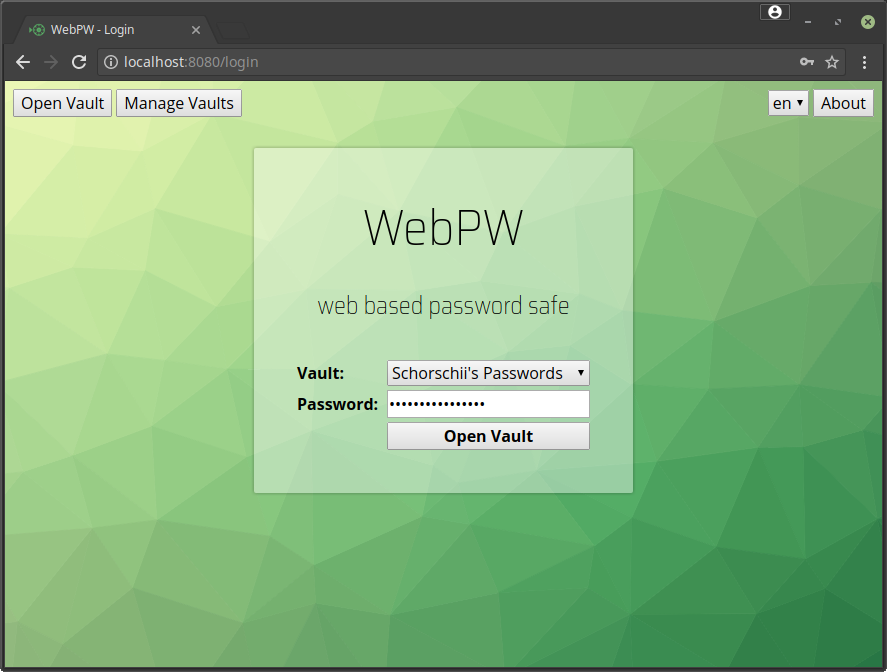 WebPW - Login
localhost:8080/login
Open Vault Manage Vaults en About
WebPW
web based password safe
Vault: Schorschii's Passwords
Password: ••••••••••••••••
Open Vault